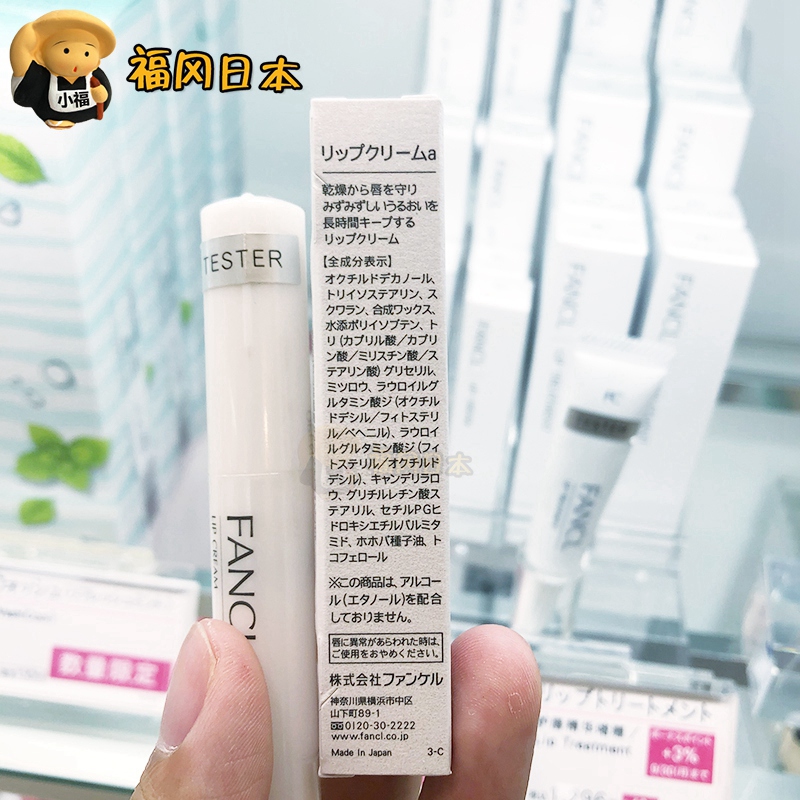 小福
福冈日本
リップクリームa
乾燥から唇を守り
みずみずしいうるおいを
長時間キープする
リップクリーム
【全成分表示】
オクチルドデカノール、
トリイソステアリン、ス
クワラン、合成ワックス、
水添ポリイソブテン、ト
リ(カプリル酸/カプリ
ン酸/ミリスチン酸/ス
テアリン酸)グリセリル、
ミツロウ、ラウロイルグ
ルタミン酸ジ(オクチル
ドデシル/フィトステリ
ル/ベヘニル)、ラウロイ
ルグルタミン酸ジ(フィ
トステリル/オクチルド
デシル)、キャンデリラロ
ウ、グリチルレチン酸ス
テアリル、セチルPGヒ
ドロキシエチルパルミタ
ミド、ホホバ種子油、ト
コフェロール
※この商品は、アルコー
ル(エタノール)を配合
しておりません。
唇に異常があらわれた時は、
ご使用をおやめください。
株式会社ファンケル
神奈川県横浜市中区
山下町89-1
0120-30-2222
www.fancl.co.jp
Made In Japan 3-C
TESTER
FANCL
LIP CREAM
FANCL
FANCL
FANCL
TESTER
FANCL
数量限定
リップトリートメント
+3%